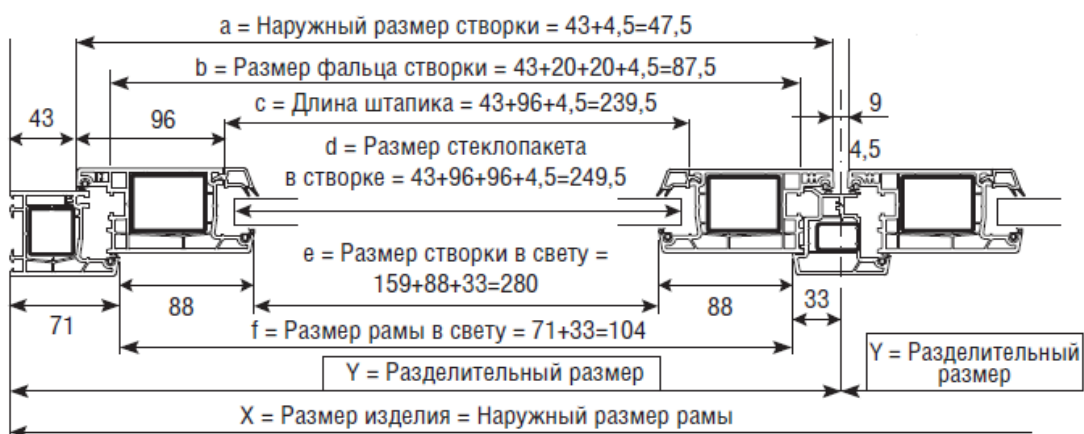 a = Наружный размер створки = 43+4,5=47,5
b = Размер фальца створки = 43+20+20+4,5=87,5
c = Длина штапика = 43+96+4,5=239,5
43
96
9
d = Размер стеклопакета
в створке = 43+96+96+4,5=249,5
4,5
e = Размер створки в свету =
159+88+33=280
71
88
88
33
f = Размер рамы в свету = 71+33=104
Y = Разделительный размер
Y = Разделительный
размер
X = Размер изделия = Наружный размер рамы